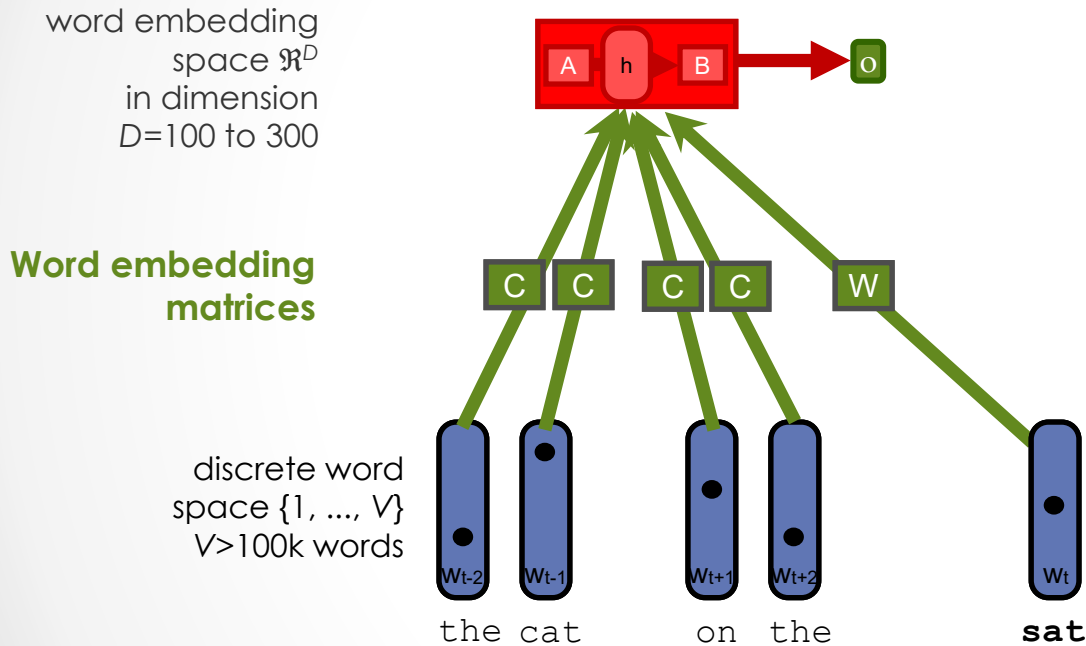 word embedding
space ℜᴰ
in dimension
D=100 to 300
A h B o
Word embedding
matrices
C C C C W
discrete word
space {1, ..., V}
V>100k words
wt-2 wt-1 wt+1 wt+2 wt
the cat on the sat